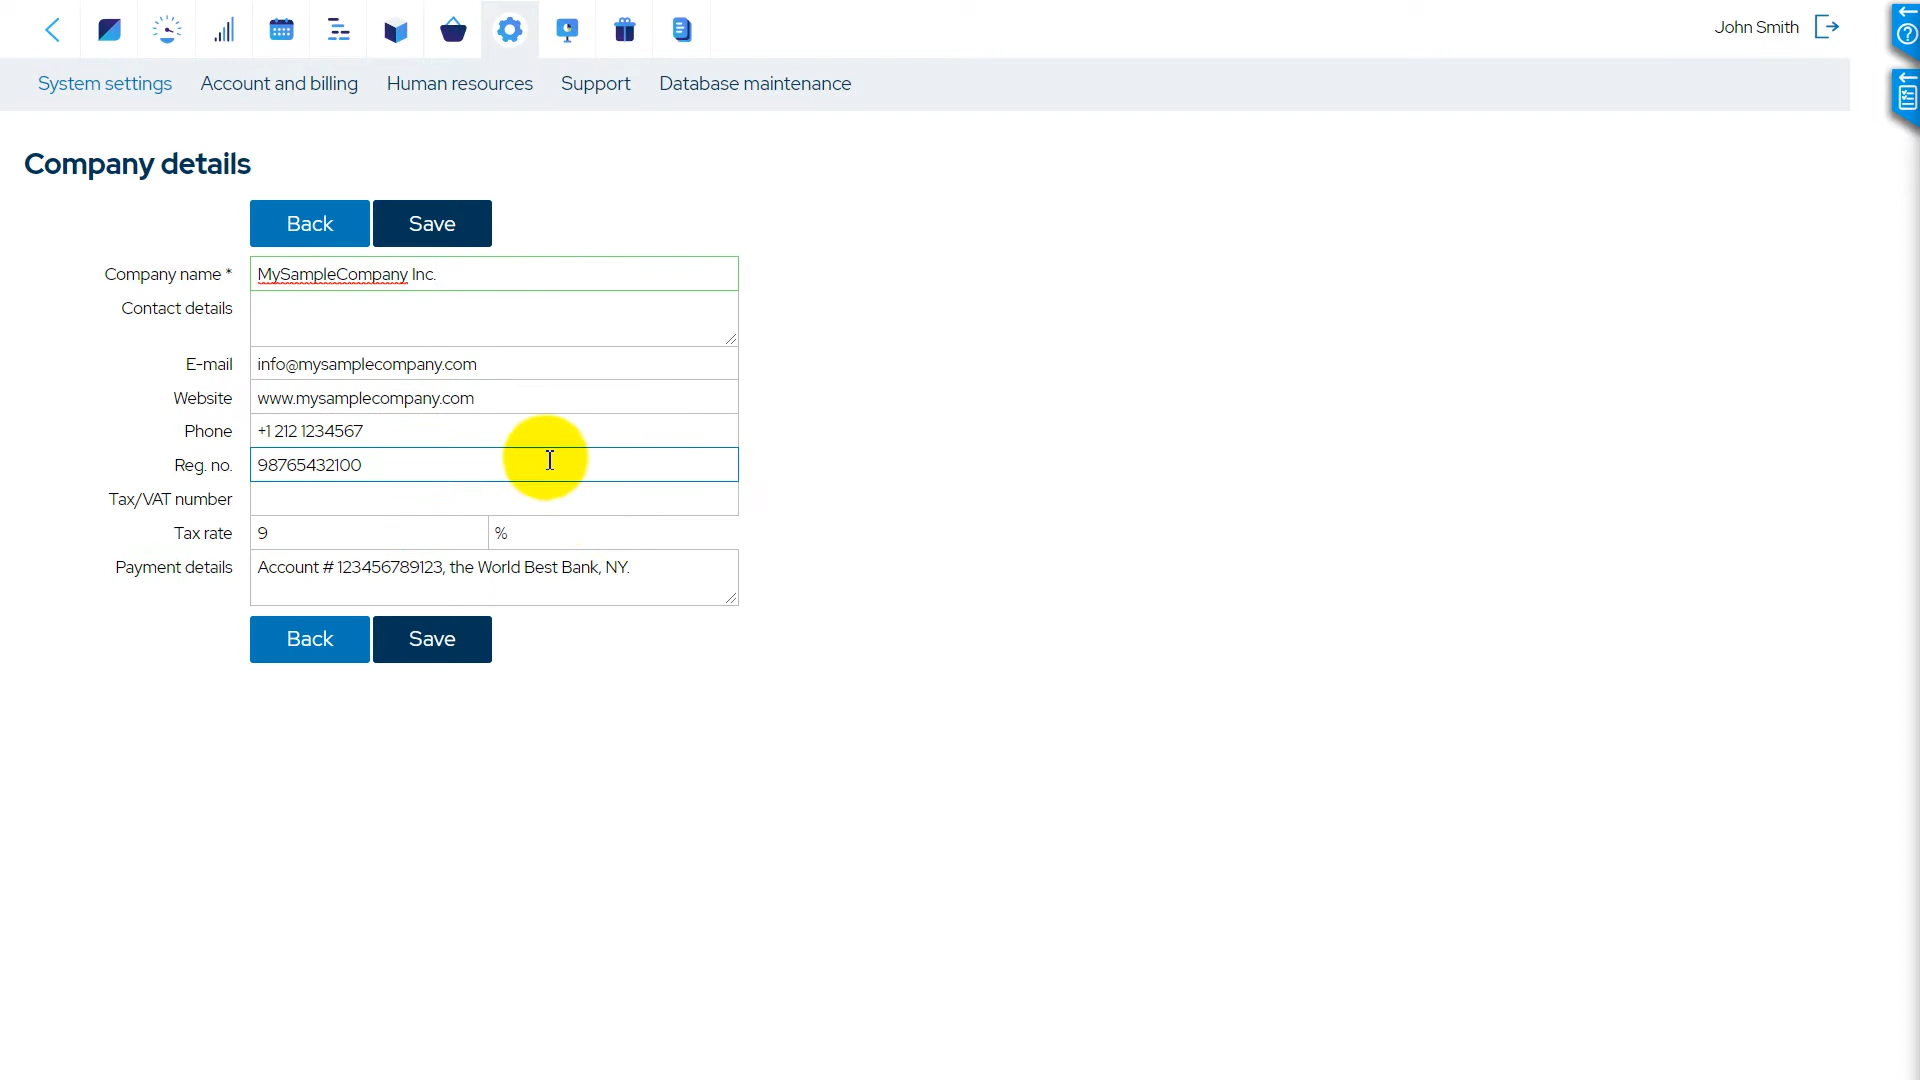 John Smith
System settings Account and billing Human resources Support Database maintenance
Company details
Back Save
Company name * MySampleCompany Inc.
Contact details
E-mail info@mysamplecompany.com
Website www.mysamplecompany.com
Phone +1 212 1234567
Reg. no. 98765432100
Tax/VAT number
Tax rate 9 %
Payment details Account # 123456789123, the World Best Bank, NY.
Back Save